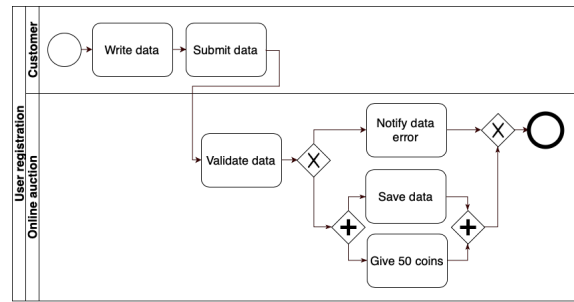 User registration
Customer
Online auction
Write data
Submit data
Validate data
Notify data
error
Save data
Give 50 coins